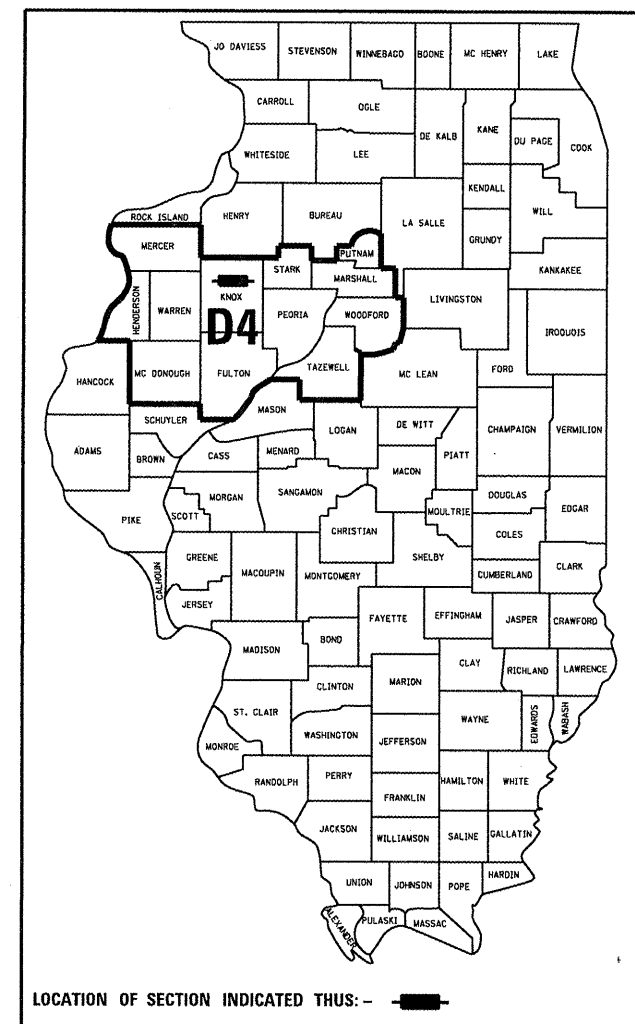 JO DAVIESS STEVENSON WINNEBAGO BOONE MC HENRY LAKE
CARROLL OGLE
DE KALB KANE DU PAGE COOK
WHITESIDE LEE
KENDALL
HENRY BUREAU LA SALLE WILL
ROCK ISLAND
GRUNDY
MERCER PUTNAM
STARK KANKAKEE
MARSHALL
KNOX LIVINGSTON
HENDERSON WARREN PEORIA WOODFORD
D4 IROQUOIS
TAZEWELL FORD
HANCOCK MC DONOUGH FULTON MC LEAN
MASON
SCHUYLER DE WITT
LOGAN CHAMPAIGN VERMILION
ADAMS MENARD PIATT
BROWN CASS
MACON
MORGAN SANGAMON DOUGLAS
PIKE SCOTT MOULTRIE EDGAR
CHRISTIAN
COLES
GREENE SHELBY
CALHOUN MACOUPIN MONTGOMERY CUMBERLAND CLARK
JERSEY
FAYETTE EFFINGHAM JASPER CRAWFORD
BOND
MADISON CLAY
RICHLAND LAWRENCE
CLINTON MARION
ST. CLAIR WAYNE EDWARDS WABASH
WASHINGTON JEFFERSON
MONROE
RANDOLPH PERRY HAMILTON WHITE
FRANKLIN
JACKSON WILLIAMSON SALINE GALLATIN
UNION JOHNSON POPE HARDIN
ALEXANDER PULASKI MASSAC
LOCATION OF SECTION INDICATED THUS: -